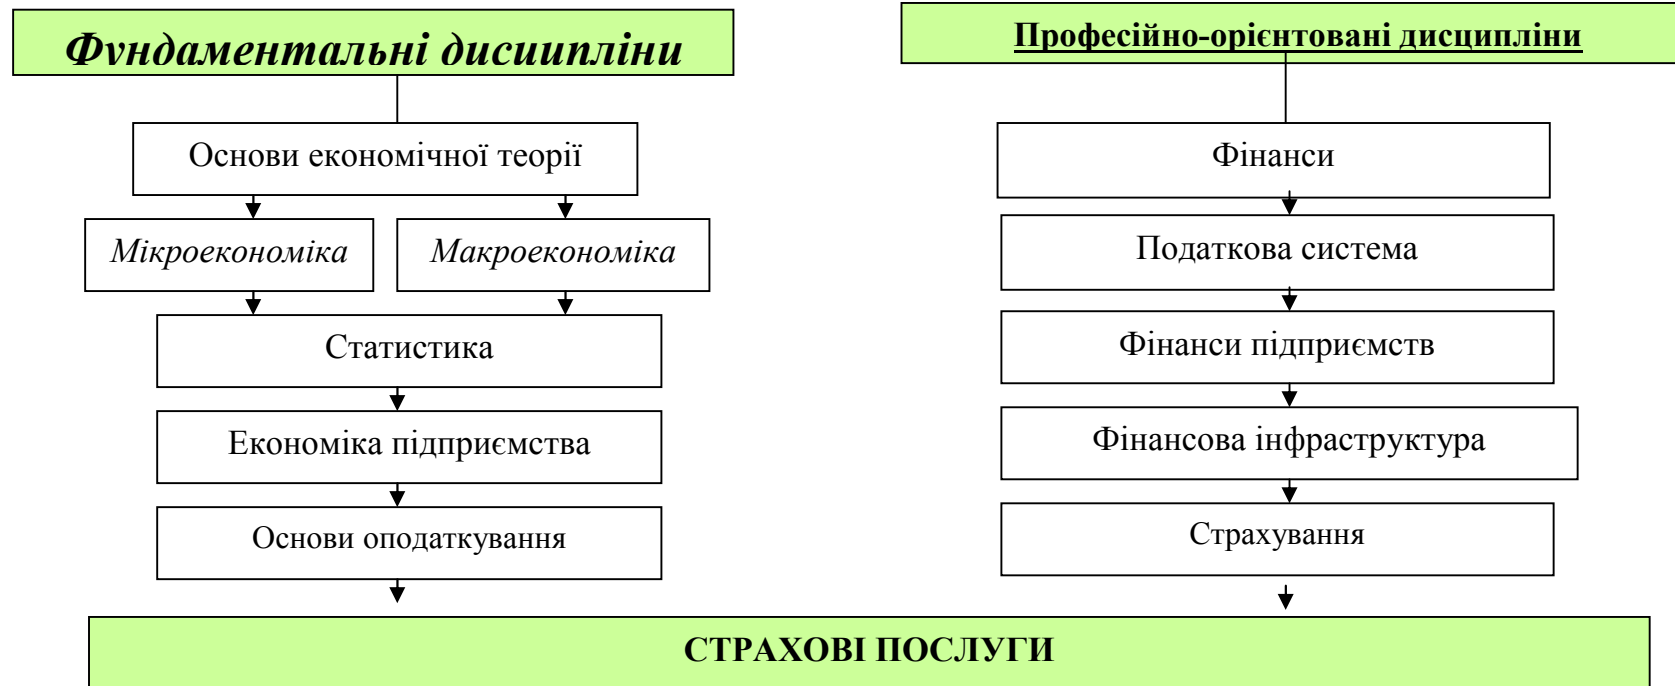 Фундаментальні дисципліни
Професійно-орієнтовані дисципліни
Основи економічної теорії
Мікроекономіка
Макроекономіка
Статистика
Економіка підприємства
Основи оподаткування
Фінанси
Податкова система
Фінанси підприємств
Фінансова інфраструктура
Страхування
СТРАХОВІ ПОСЛУГИ